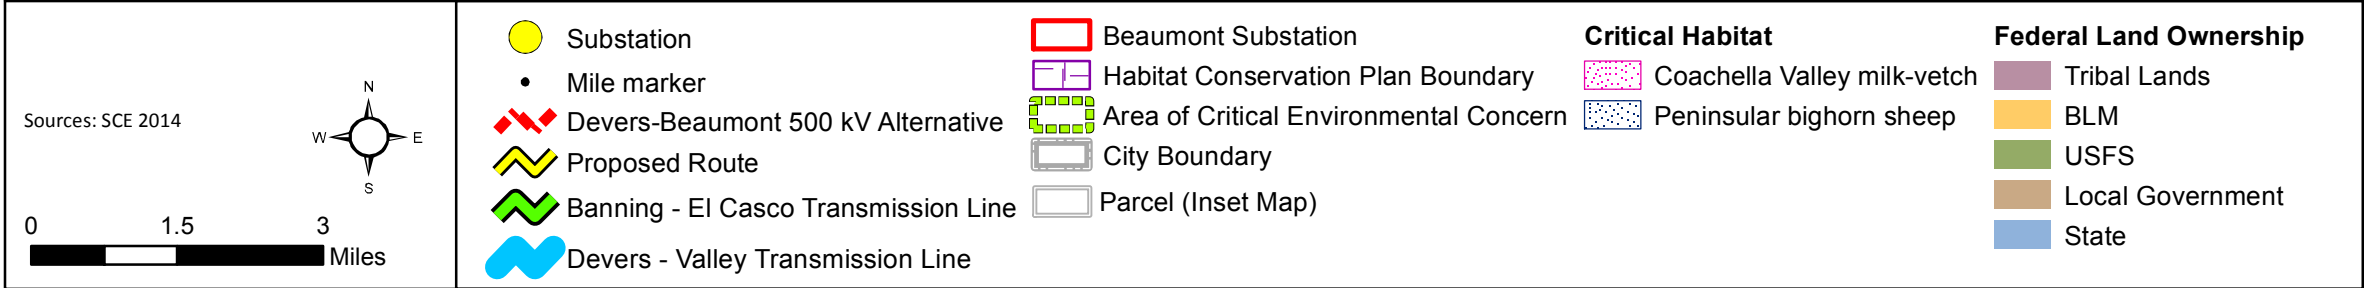 Sources: SCE 2014
N
W
E
S
0
1.5
3
Miles
Substation
Mile marker
Devers-Beaumont 500 kV Alternative
Proposed Route
Banning - El Casco Transmission Line
Devers - Valley Transmission Line
Beaumont Substation
Habitat Conservation Plan Boundary
Area of Critical Environmental Concern
City Boundary
Parcel (Inset Map)
Critical Habitat
Coachella Valley milk-vetch
Peninsular bighorn sheep
Federal Land Ownership
Tribal Lands
BLM
USFS
Local Government
State